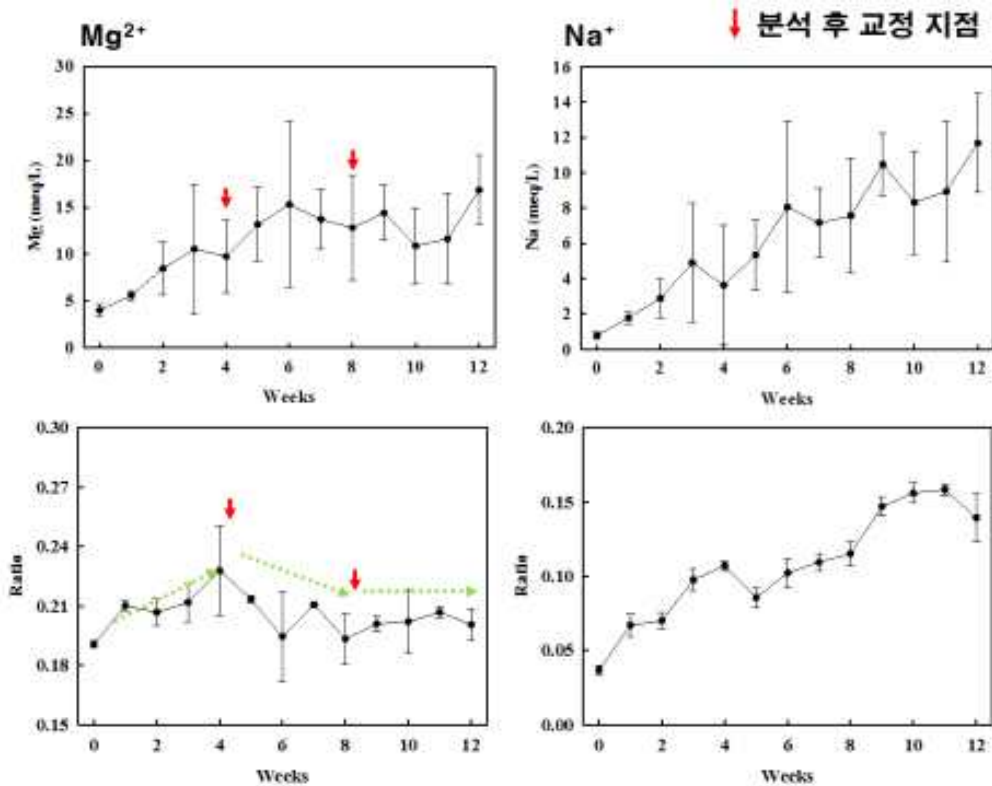 Mg²⁺
Na⁺
분석 후 교정 지점
Mg (meq/L)
30
25
20
15
10
5
0
0 2 4 6 8 10 12
Weeks
Na (meq/L)
16
14
12
10
8
6
4
2
0
0 2 4 6 8 10 12
Weeks
Ratio
0.30
0.27
0.24
0.21
0.18
0.15
0 2 4 6 8 10 12
Weeks
Ratio
0.20
0.15
0.10
0.05
0.00
0 2 4 6 8 10 12
Weeks